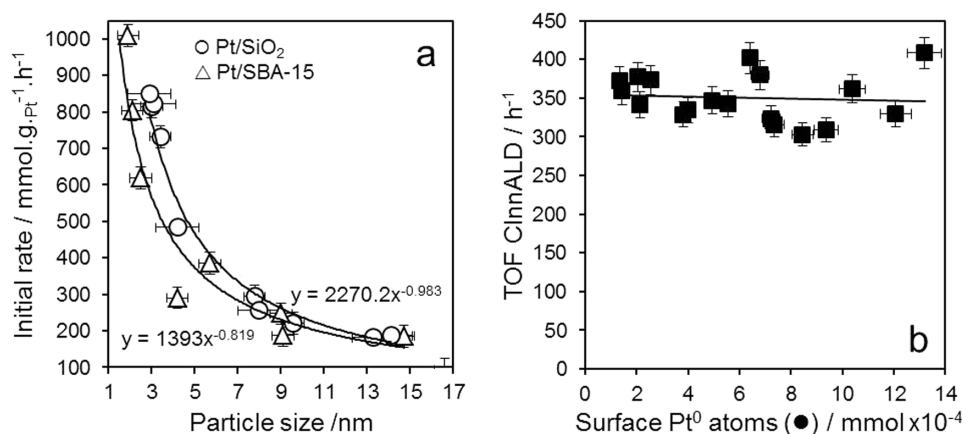 a
Pt/SiO2
Pt/SBA-15
Initial rate / mmol.g.Pt-1.h-1
1000
900
800
700
600
500
400
300
200
100
y = 2270.2x-0.983
y = 1393x-0.819
1 3 5 7 9 11 13 15 17
Particle size /nm
TOF CInnALD / h-1
450
400
350
300
250
200
150
100
50
0
b
0 2 4 6 8 10 12 14
Surface Pt0 atoms (●) / mmol x10-4